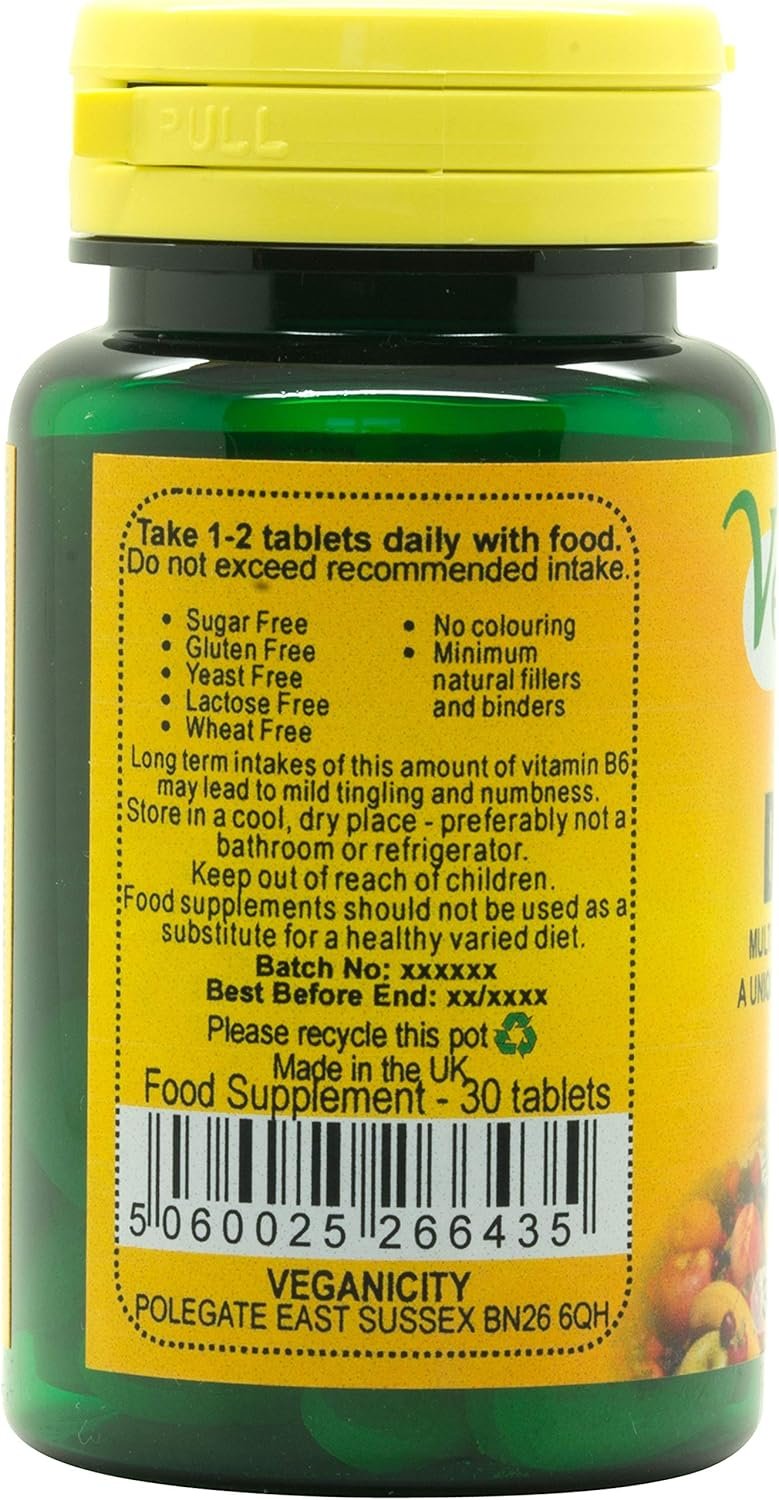 PULL
Take 1-2 tablets daily with food.
Do not exceed recommended intake.
• Sugar Free
• Gluten Free
• Yeast Free
• Lactose Free
• Wheat Free
• No colouring
• Minimum
natural fillers
and binders
Long term intakes of this amount of vitamin B6
may lead to mild tingling and numbness.
Store in a cool, dry place - preferably not a
bathroom or refrigerator.
Keep out of reach of children.
Food supplements should not be used as a
substitute for a healthy varied diet.
Batch No: xxxxxx
Best Before End: xx/xxxx
Please recycle this pot
Made in the UK
Food Supplement - 30 tablets
5 060025 266435
VEGANICITY
POLEGATE EAST SUSSEX BN26 6QH